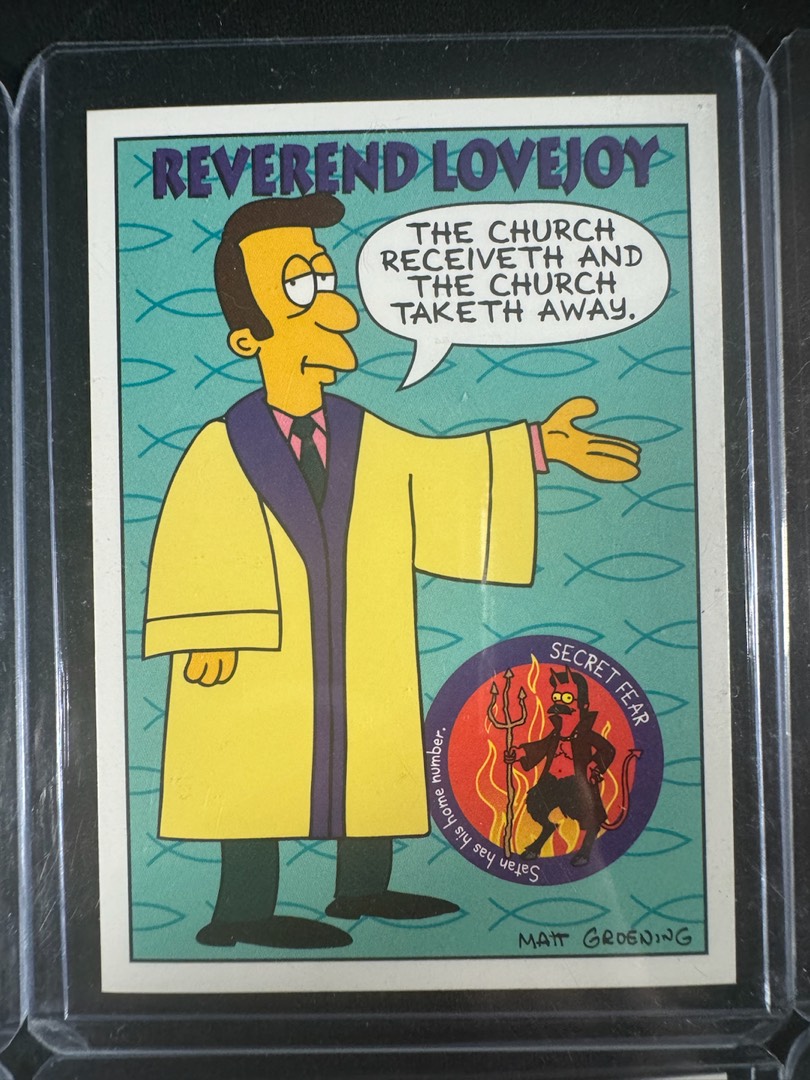 REVEREND LOVEJOY
THE CHURCH
RECEIVETH AND
THE CHURCH
TAKETH AWAY.
SECRET FEAR
Satan has his home number.
MATT GROENING